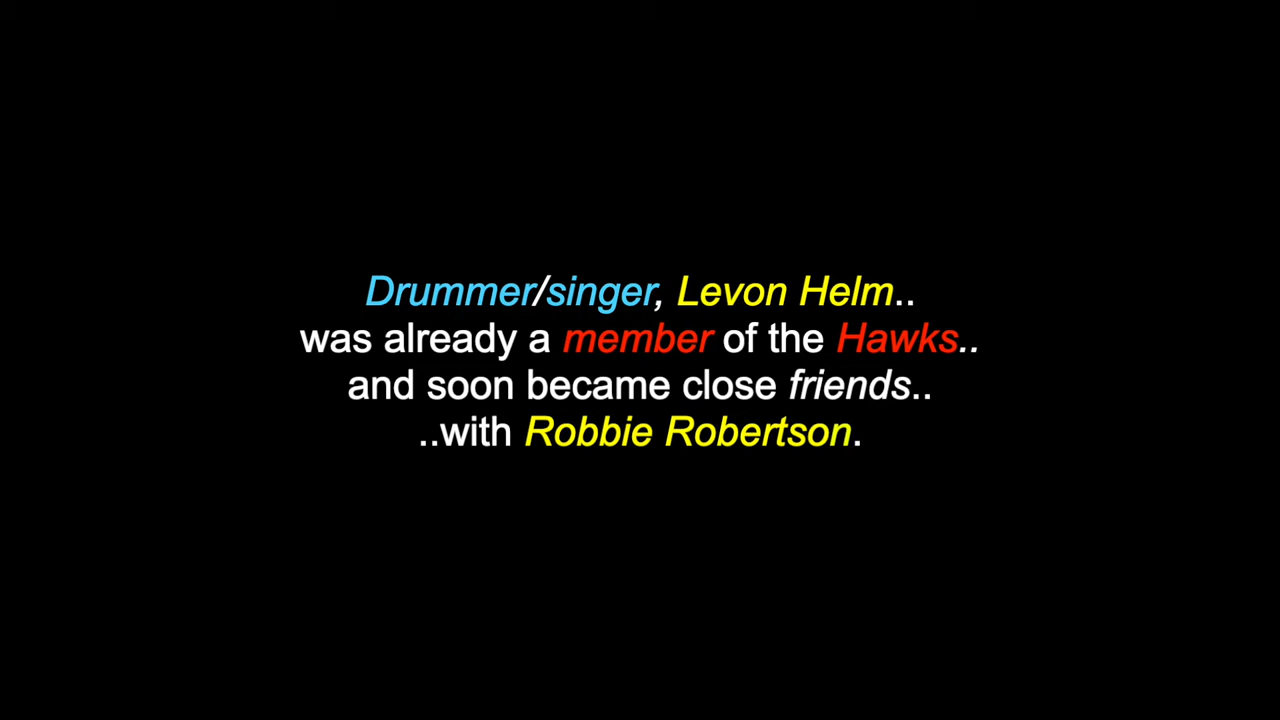 Drummer/singer, Levon Helm..
was already a member of the Hawks..
and soon became close friends..
..with Robbie Robertson.